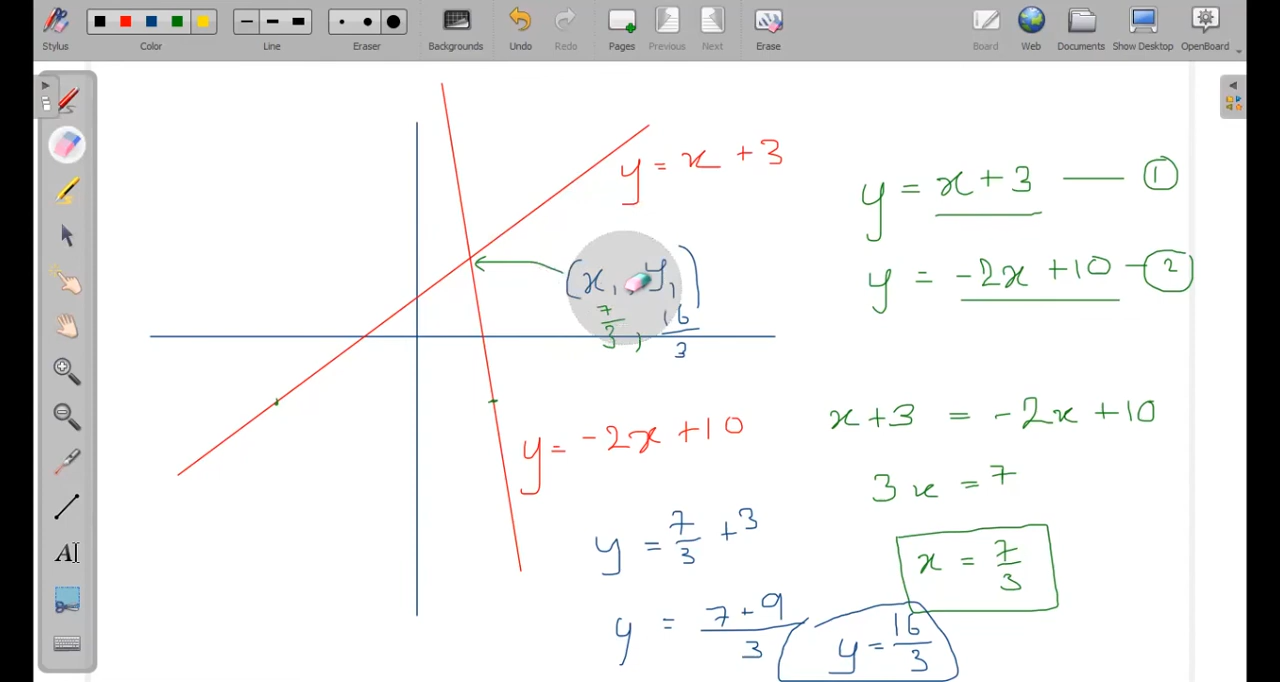 Stylus Color Line Eraser Backgrounds Undo Redo Pages Previous Next Erase Board Web Documents Show Desktop OpenBoard
y = x + 3
(x₁, y₁)
7/3, 16/3
y = -2x + 10
y = 7/3 + 3
y = 7+9/3
y = 16/3
y = x + 3 — ①
y = -2x + 10 — ②
x + 3 = -2x + 10
3x = 7
x = 7/3
A